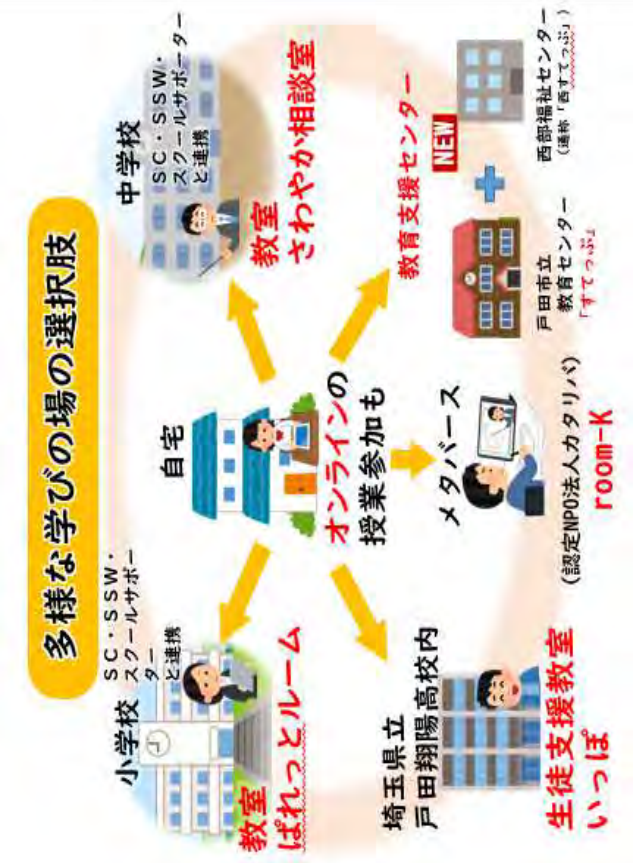 多様な学びの場の選択肢
小学校
SC・SSW・
スクールサポー
ター
と連携
教室
ぱれっとルーム
自宅
オンラインの
授業参加も
中学校
SC・SSW・
スクールサポーター
と連携
教室
さわやか相談室
埼玉県立
戸田翔陽高校内
生徒支援教室
いっぽ
メタバース
(認定NPO法人カタリバ)
room-K
教育支援センター
NEW
戸田市立
教育センター
「すてっぷ」
西部福祉センター
(通称「西すてっぷ」)